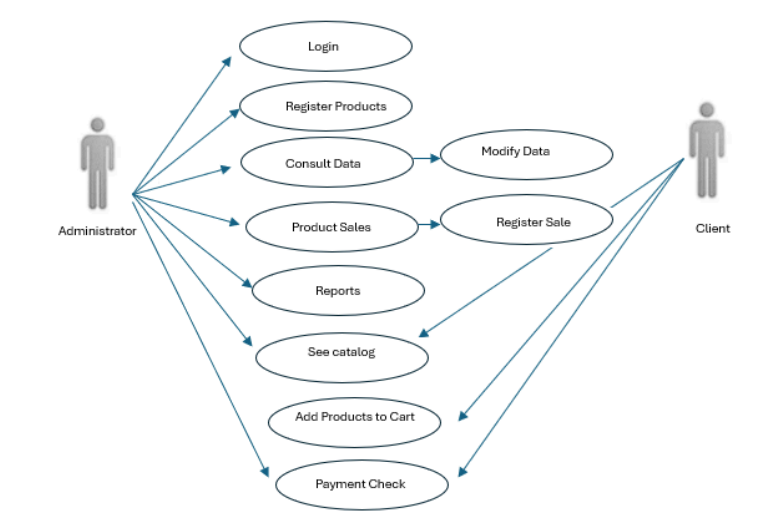 Login
Register Products
Consult Data
Modify Data
Product Sales
Register Sale
Administrator
Client
Reports
See catalog
Add Products to Cart
Payment Check